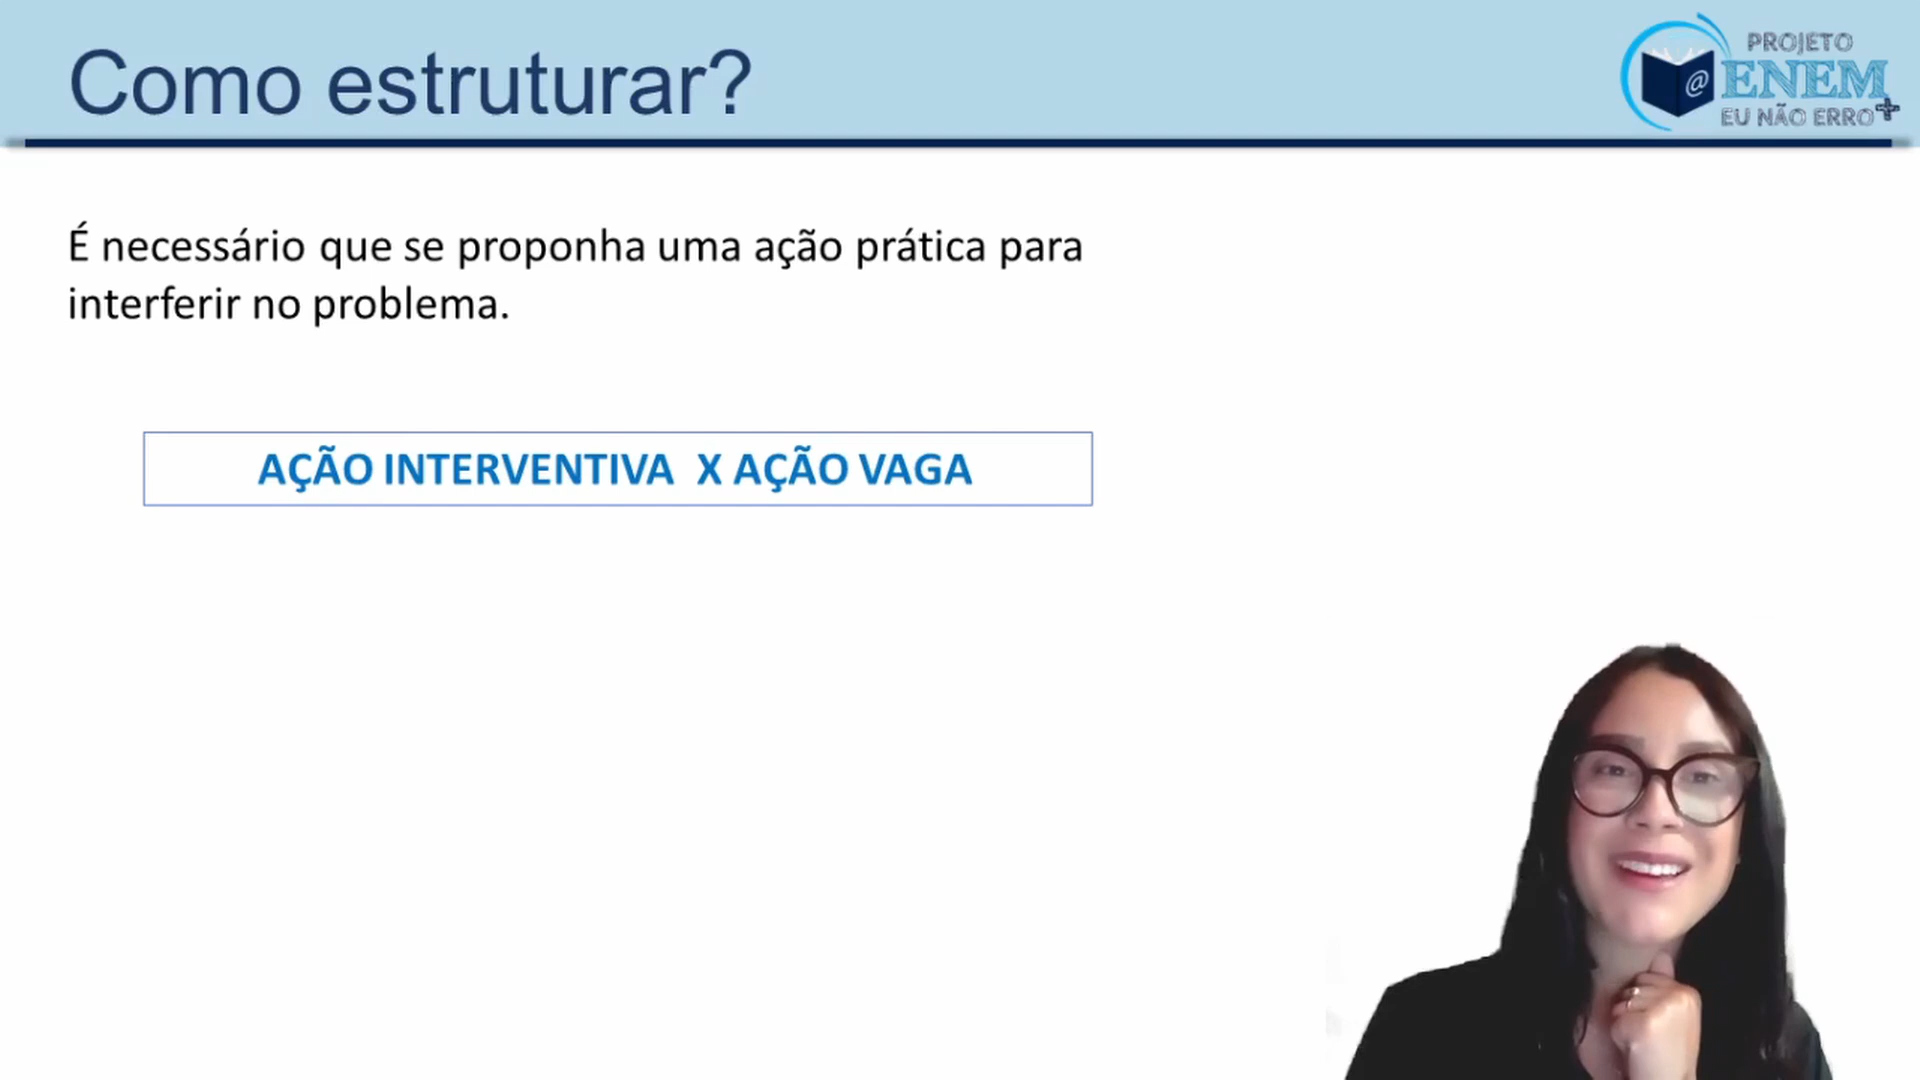 Como estruturar?
PROJETO
@ENEM
EU NÃO ERRO+
É necessário que se proponha uma ação prática para
interferir no problema.
AÇÃO INTERVENTIVA X AÇÃO VAGA